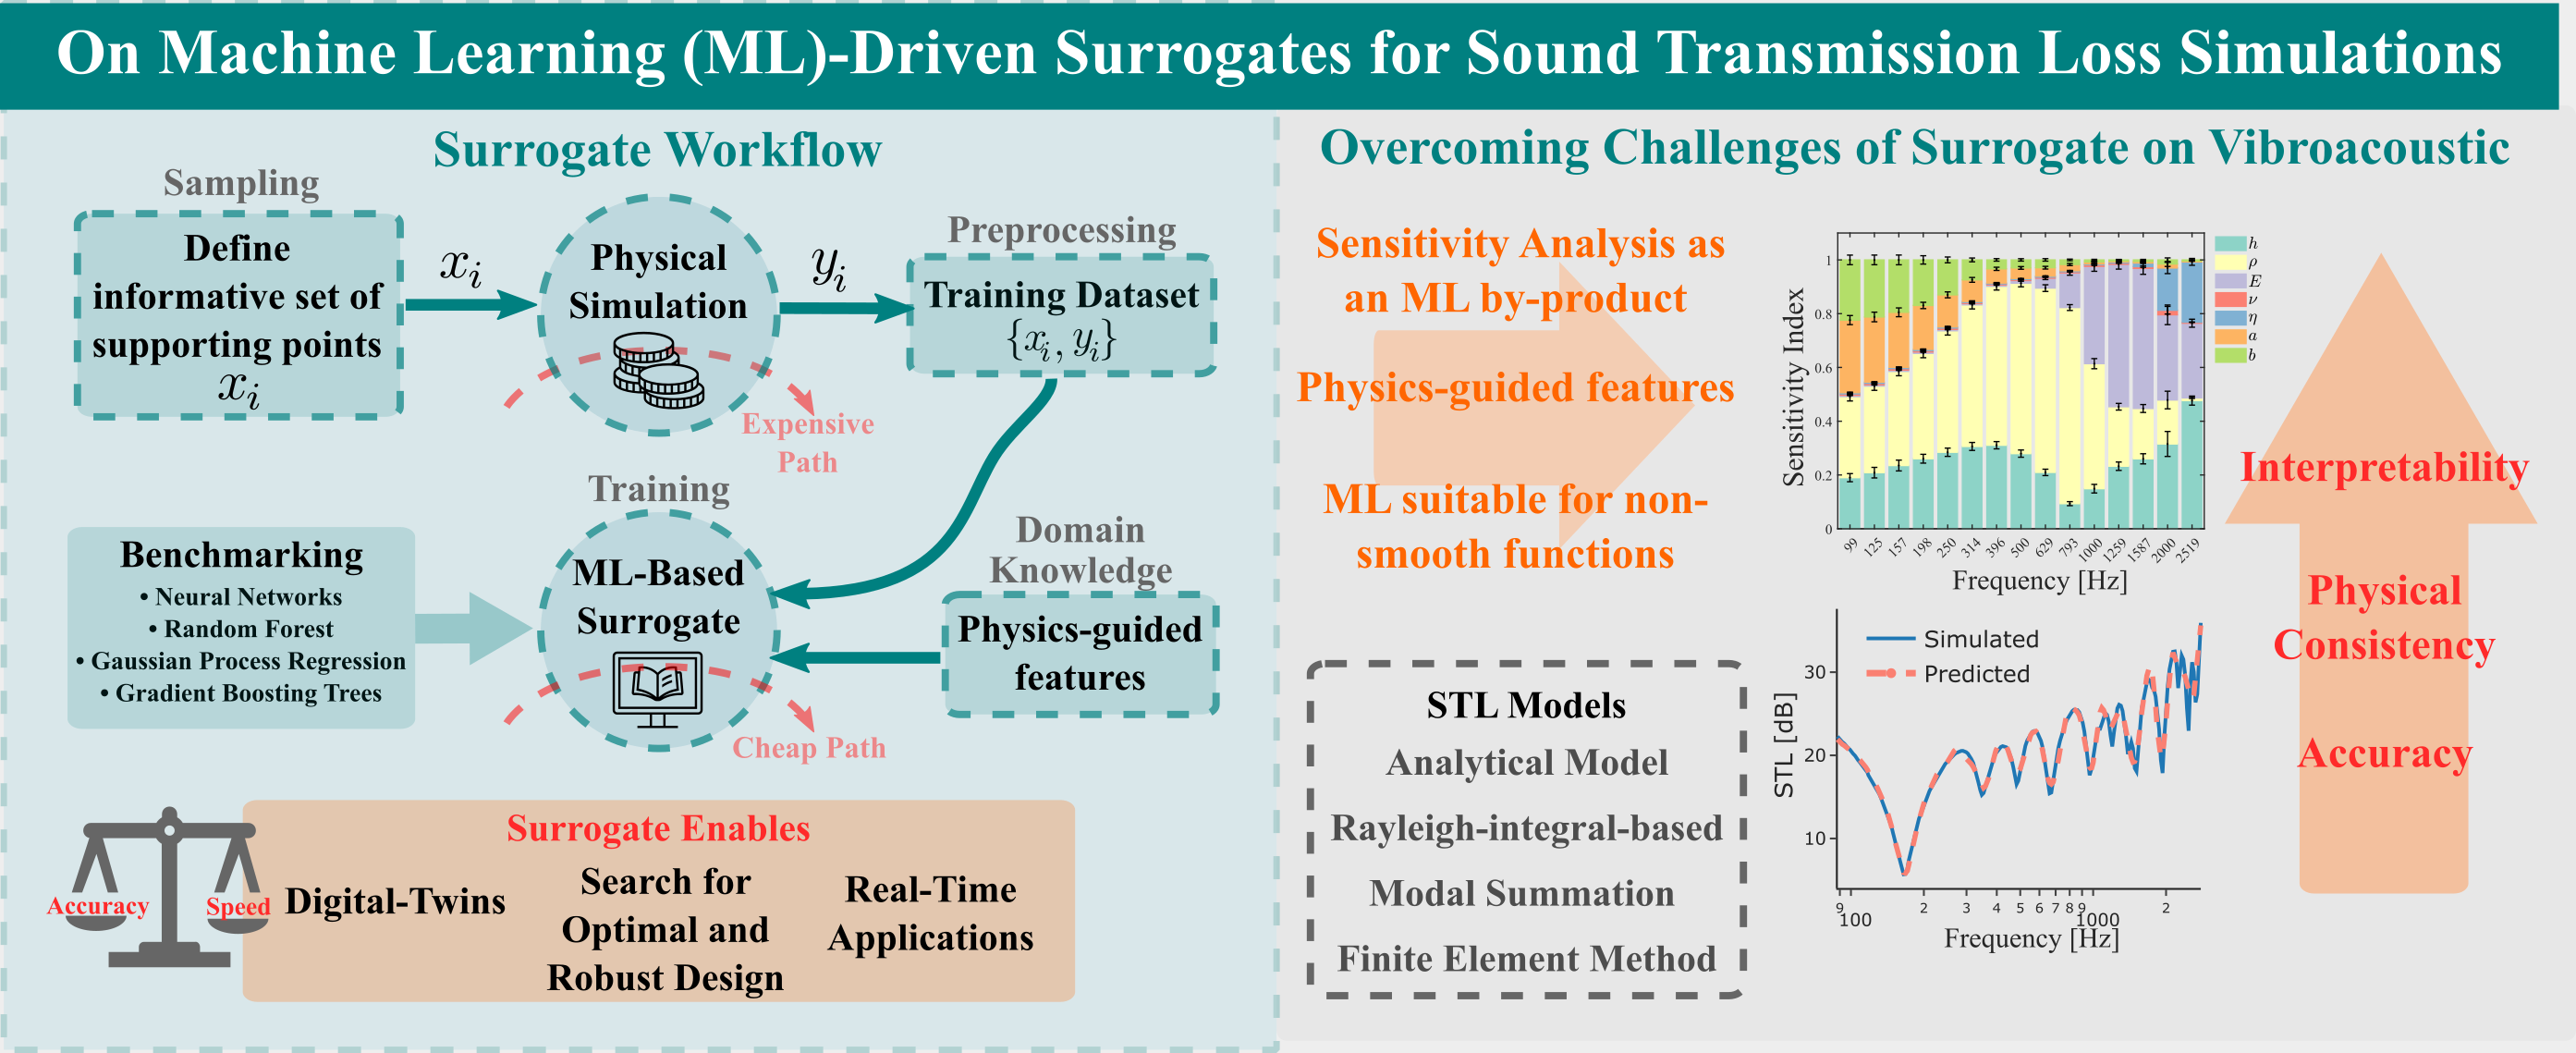 On Machine Learning (ML)-Driven Surrogates for Sound Transmission Loss Simulations
Surrogate Workflow
Sampling
Define
informative set of
supporting points
x_i
x_i
Physical
Simulation
y_i
Preprocessing
Training Dataset
{x_i, y_i}
Expensive
Path
Training
ML-Based
Surrogate
Cheap Path
Domain
Knowledge
Physics-guided
features
Benchmarking
• Neural Networks
• Random Forest
• Gaussian Process Regression
• Gradient Boosting Trees
Accuracy
Speed
Surrogate Enables
Digital-Twins
Search for
Optimal and
Robust Design
Real-Time
Applications
Overcoming Challenges of Surrogate on Vibroacoustic
Sensitivity Analysis as
an ML by-product
Physics-guided features
ML suitable for non-
smooth functions
STL Models
Analytical Model
Rayleigh-integral-based
Modal Summation
Finite Element Method
Sensitivity Index
1
0.8
0.6
0.4
0.2
0
99 125 157 198 250 314 396 500 629 793 1000 1259 1587 2000 2519
Frequency [Hz]
h
ρ
E
ν
η
a
b
STL [dB]
Simulated
Predicted
30
20
10
9 100 2 3 4 5 6 7 8 9 1000 2
Frequency [Hz]
Interpretability
Physical
Consistency
Accuracy